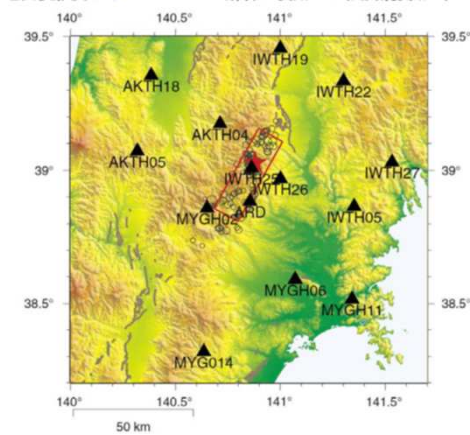 140° 140.5° 141° 141.5°
39.5° 39.5°
IWTH19
AKTH18
IWTH22
AKTH04
AKTH05
39° 39°
IWTH27
IWTH25
IWTH26
MYGH02 ARD IWTH05
MYGH06
38.5° 38.5°
MYGH11
MYG014
140° 140.5° 141° 141.5°
50 km